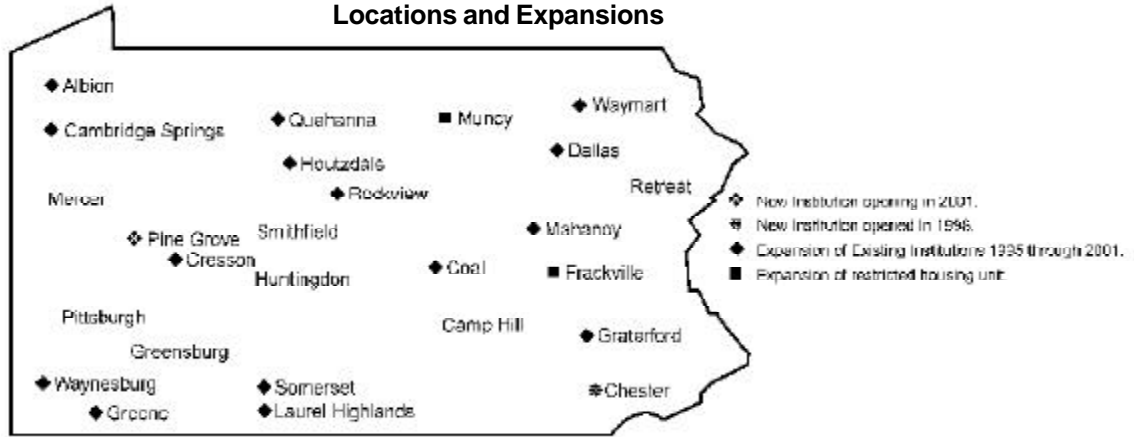 Locations and Expansions
Albion
Cambridge Springs
Quehanna
Muncy
Waymart
Dallas
Houtzdale
Rockview
Retreat
Mercer
Pine Grove
Smithfield
Mahanoy
Cresson
Huntingdon
Coal
Frackville
Pittsburgh
Camp Hill
Graterford
Greensburg
Waynesburg
Somerset
Chester
Greene
Laurel Highlands
New Institution opening in 2001.
New Institution opened in 1998.
Expansion of Existing Institutions 1995 through 2001.
Expansion of restricted housing unit